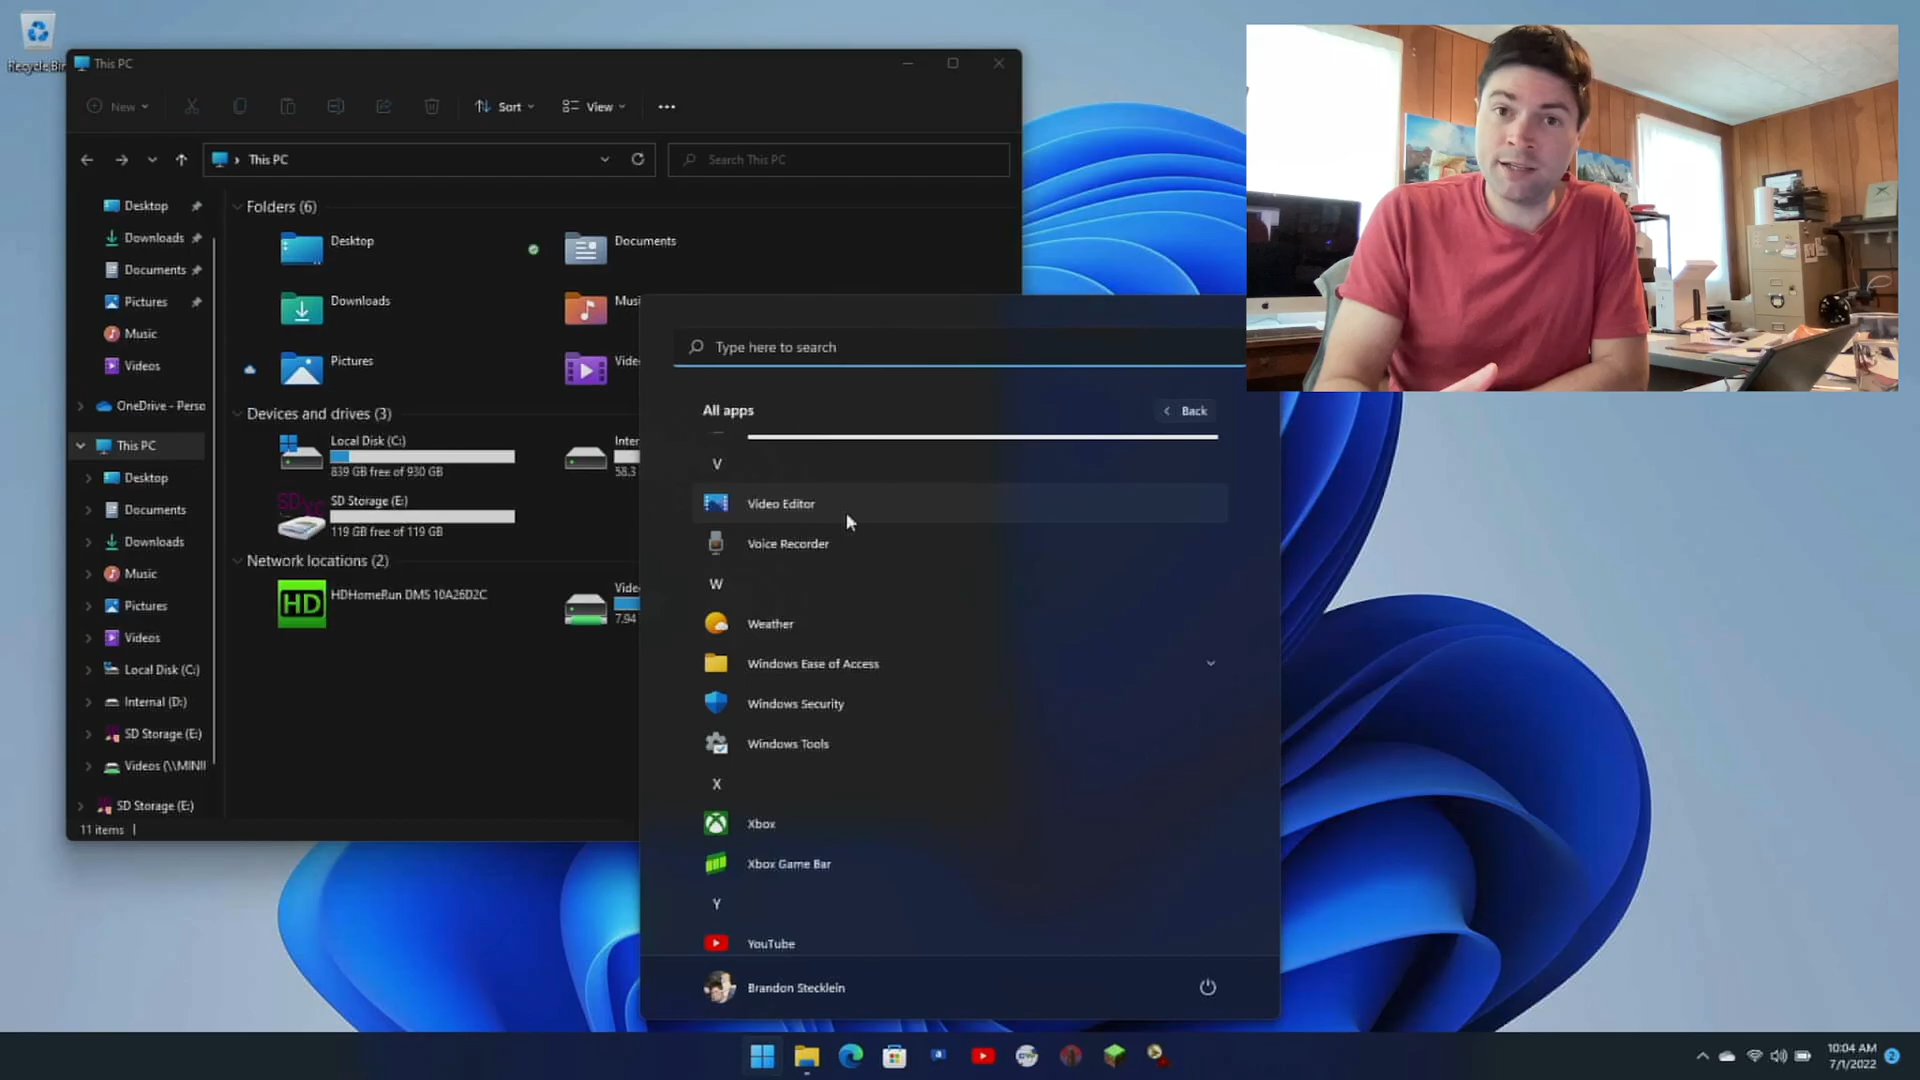 Recycle Bin
This PC
New
Sort
View
This PC
Search This PC
Desktop
Downloads
Documents
Pictures
Music
Videos
OneDrive - Perso
This PC
Desktop
Documents
Downloads
Music
Pictures
Videos
Local Disk (C:)
Internal (D:)
SD Storage (E:)
Videos (\\MINI
SD Storage (E:)
11 items
Folders (6)
Desktop
Documents
Downloads
Musi
Pictures
Vide
Devices and drives (3)
Local Disk (C:)
839 GB free of 930 GB
Inter
58.3
SD Storage (E:)
119 GB free of 119 GB
Network locations (2)
HD
HDHomeRun DMS 10A26D2C
Vide
7.94
Type here to search
All apps
Back
V
Video Editor
Voice Recorder
W
Weather
Windows Ease of Access
Windows Security
Windows Tools
X
Xbox
Xbox Game Bar
Y
YouTube
Brandon Stecklein
10:04 AM
7/1/2022
2